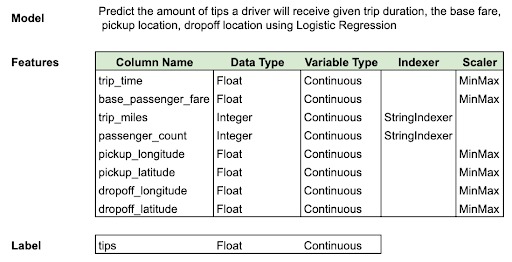 Model Predict the amount of tips a driver will receive given trip duration, the base fare,
pickup location, dropoff location using Logistic Regression
Features Column Name Data Type Variable Type Indexer Scaler
trip_time Float Continuous MinMax
base_passenger_fare Float Continuous MinMax
trip_miles Integer Continuous StringIndexer
passenger_count Integer Continuous StringIndexer
pickup_longitude Float Continuous MinMax
pickup_latitude Float Continuous MinMax
dropoff_longitude Float Continuous MinMax
dropoff_latitude Float Continuous MinMax
Label tips Float Continuous